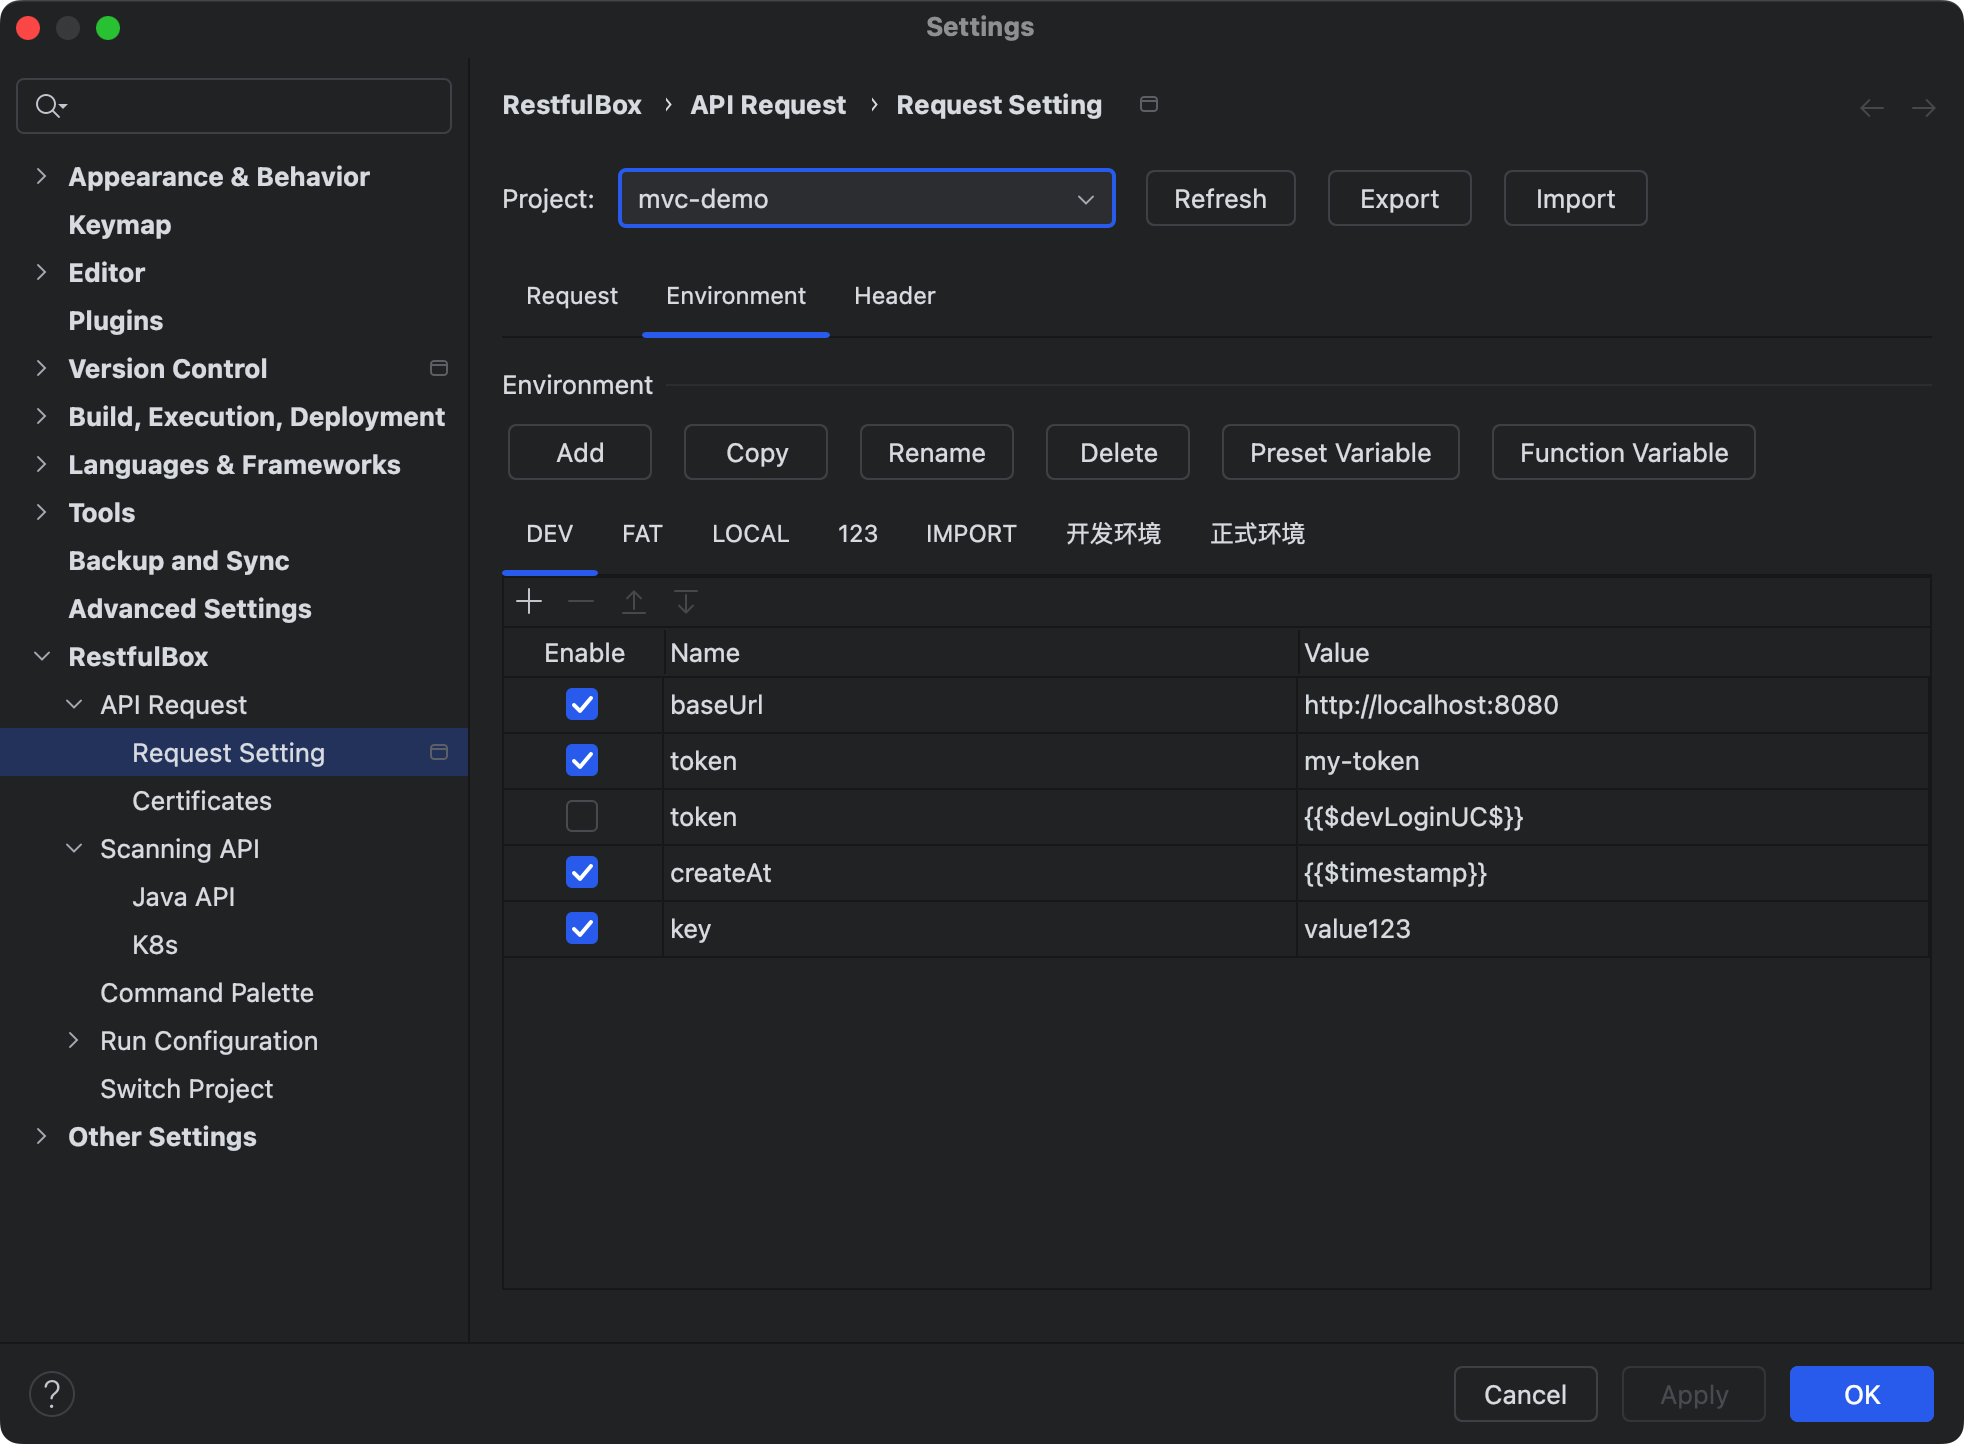 Settings
RestfulBox › API Request › Request Setting
Appearance & Behavior
Keymap
Editor
Plugins
Version Control
Build, Execution, Deployment
Languages & Frameworks
Tools
Backup and Sync
Advanced Settings
RestfulBox
API Request
Request Setting
Certificates
Scanning API
Java API
K8s
Command Palette
Run Configuration
Switch Project
Other Settings
Project: mvc-demo Refresh Export Import
Request Environment Header
Environment
Add Copy Rename Delete Preset Variable Function Variable
DEV FAT LOCAL 123 IMPORT 开发环境 正式环境
Enable Name Value
baseUrl http://localhost:8080
token my-token
token {{$devLoginUC$}}
createAt {{$timestamp}}
key value123
? Cancel Apply OK